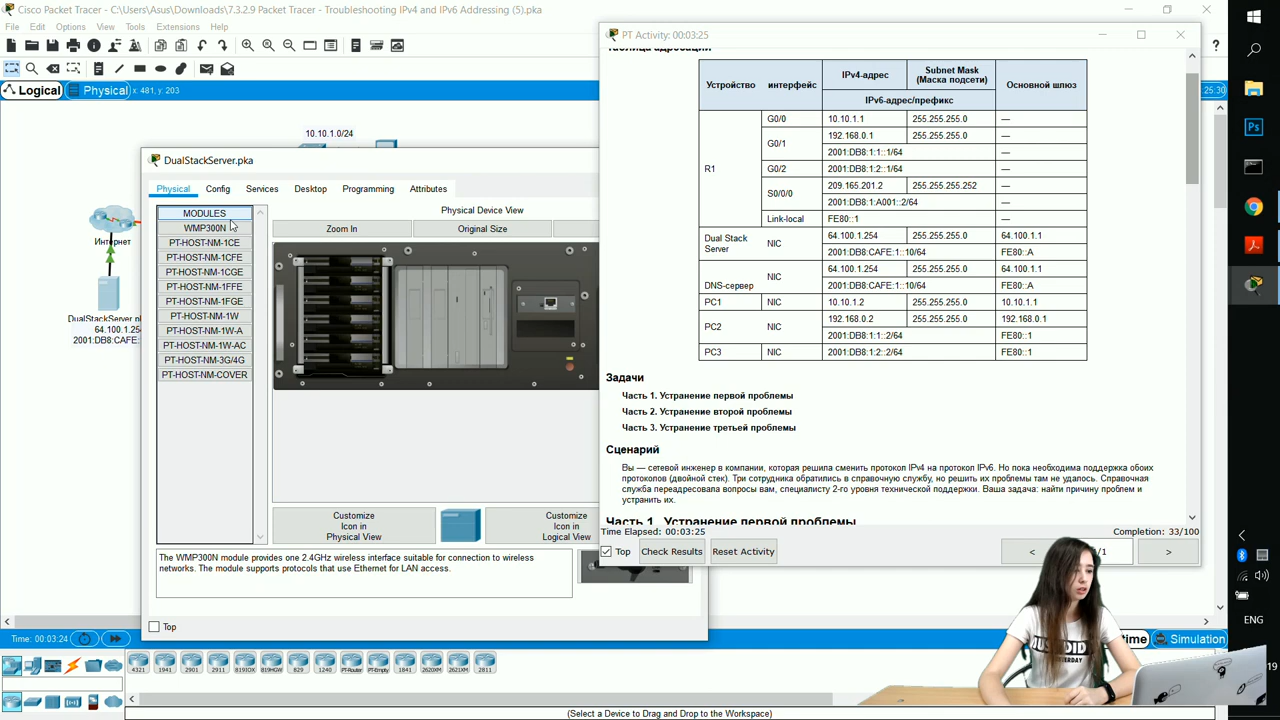 Cisco Packet Tracer - C:\Users\Asus\Downloads\7.3.2.9 Packet Tracer - Troubleshooting IPv4 and IPv6 Addressing (5).pka
File Edit Options View Tools Extensions Help
Logical Physical x: 481, y: 203
25:30
10.10.1.0/24
Интернет
DualStackServer.pk
64.100.1.25
2001:DB8:CAFE:
DualStackServer.pka
Physical Config Services Desktop Programming Attributes
MODULES
WMP300N
PT-HOST-NM-1CE
PT-HOST-NM-1CFE
PT-HOST-NM-1CGE
PT-HOST-NM-1FFE
PT-HOST-NM-1FGE
PT-HOST-NM-1W
PT-HOST-NM-1W-A
PT-HOST-NM-1W-AC
PT-HOST-NM-3G/4G
PT-HOST-NM-COVER
Physical Device View
Zoom In Original Size
Customize Icon in Physical View
Customize Icon in Logical View
The WMP300N module provides one 2.4GHz wireless interface suitable for connection to wireless
networks. The module supports protocols that use Ethernet for LAN access.
Top
PT Activity: 00:03:25
Таблица адресации
Устройство интерфейс IPv4-адрес Subnet Mask (Маска подсети) Основной шлюз
IPv6-адрес/префикс
R1 G0/0 10.10.1.1 255.255.255.0 —
G0/1 192.168.0.1 255.255.255.0 —
2001:DB8:1:1::1/64 —
G0/2 2001:DB8:1:2::1/64 —
S0/0/0 209.165.201.2 255.255.255.252 —
2001:DB8:1:A001::2/64 —
Link-local FE80::1 —
Dual Stack Server NIC 64.100.1.254 255.255.255.0 64.100.1.1
2001:DB8:CAFE:1::10/64 FE80::A
DNS-сервер NIC 64.100.1.254 255.255.255.0 64.100.1.1
2001:DB8:CAFE:1::10/64 FE80::A
PC1 NIC 10.10.1.2 255.255.255.0 10.10.1.1
PC2 NIC 192.168.0.2 255.255.255.0 192.168.0.1
2001:DB8:1:1::2/64 FE80::1
PC3 NIC 2001:DB8:1:2::2/64 FE80::1
Задачи
Часть 1. Устранение первой проблемы
Часть 2. Устранение второй проблемы
Часть 3. Устранение третьей проблемы
Сценарий
Вы — сетевой инженер в компании, которая решила сменить протокол IPv4 на протокол IPv6. Но пока необходима поддержка обоих
протоколов (двойной стек). Три сотрудника обратились в справочную службу, но решить их проблемы там не удалось. Справочная
служба переадресовала вопросы вам, специалисту 2-го уровня технической поддержки. Ваша задача: найти причину проблем и
устранить их.
Часть 1. Устранение первой проблемы
Time Elapsed: 00:03:25 Completion: 33/100
Top Check Results Reset Activity < /1 >
Time: 00:03:24
time Simulation
4321 1941 2901 2911 819IOX 819HGW 829 1240 PT-Router PT-Empty 1841 2620XM 2621XM 2811
(Select a Device to Drag and Drop to the Workspace)
ENG
19
YESTERDAY